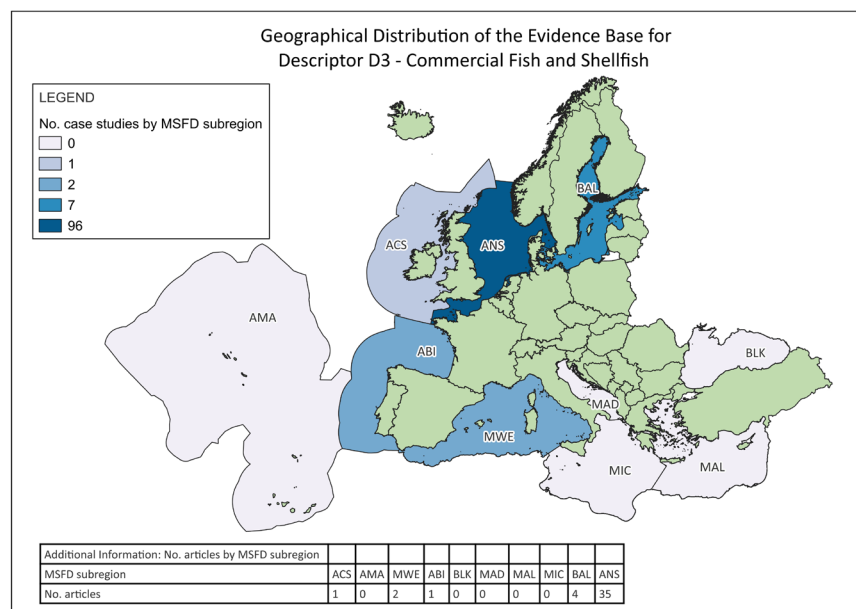 Geographical Distribution of the Evidence Base for
Descriptor D3 - Commercial Fish and Shellfish
LEGEND
No. case studies by MSFD subregion
0
1
2
7
96
BAL
ACS
ANS
AMA
ABI
BLK
MAD
MWE
MIC
MAL
Additional Information: No. articles by MSFD subregion
MSFD subregion ACS AMA MWE ABI BLK MAD MAL MIC BAL ANS
No. articles 1 0 2 1 0 0 0 0 4 35